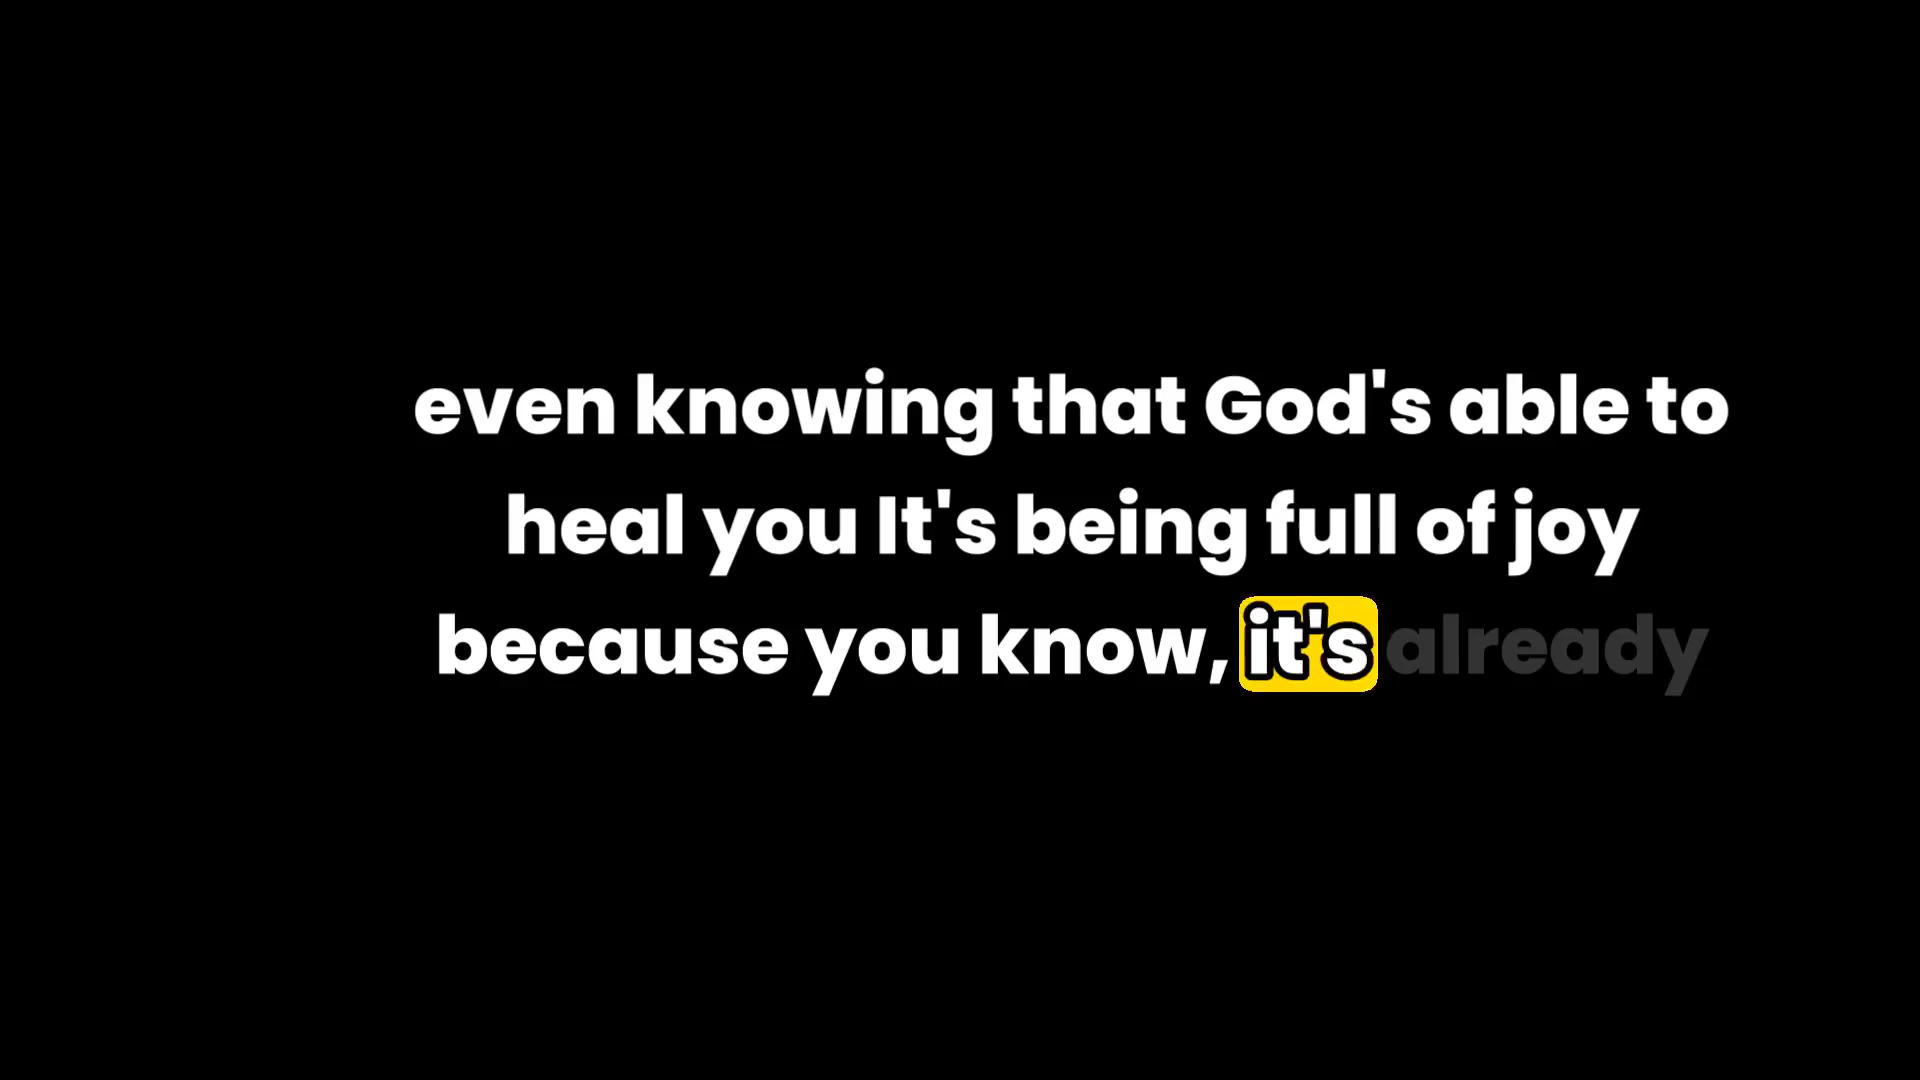 even knowing that God's able to
heal you It's being full of joy
because you know, it's already